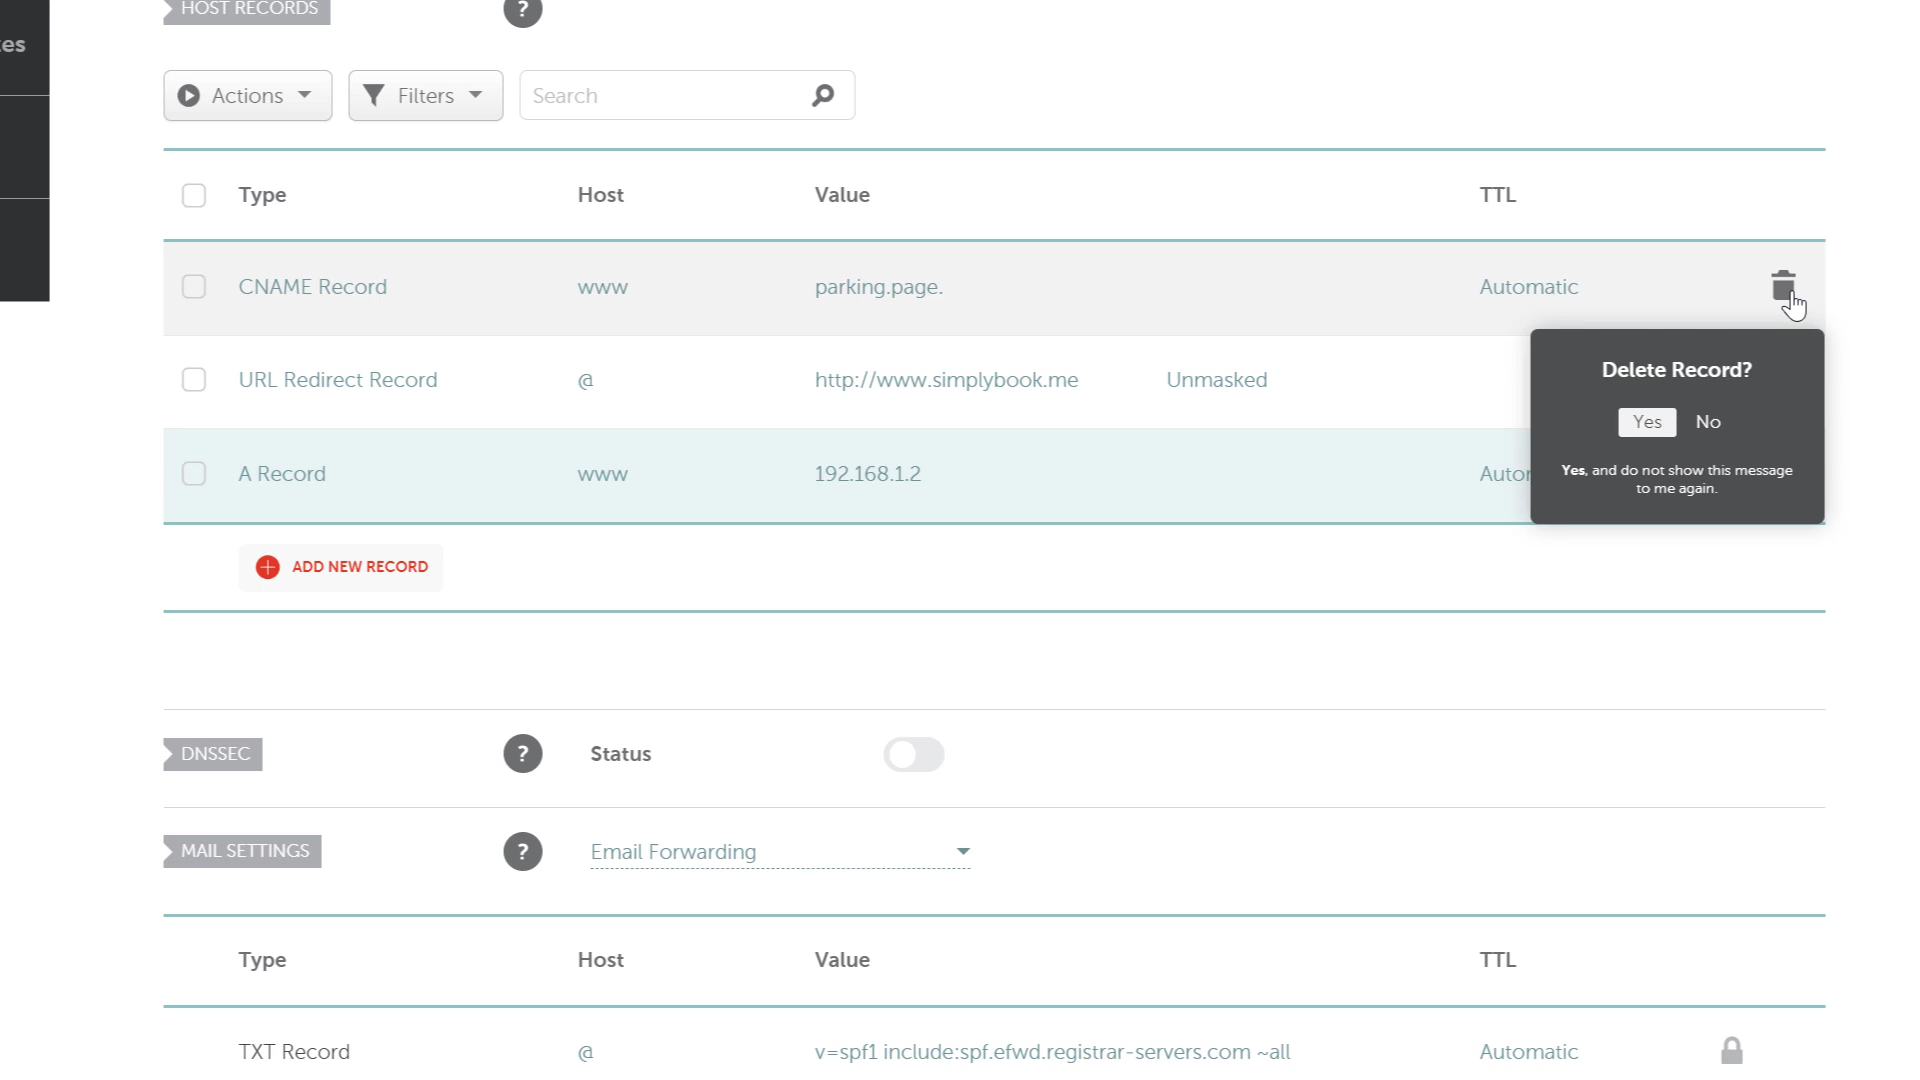 HOST RECORDS
?
es
Actions
Filters
Search
Type Host Value TTL
CNAME Record www parking.page. Automatic
URL Redirect Record @ http://www.simplybook.me Unmasked
Delete Record?
Yes No
Yes, and do not show this message
to me again.
A Record www 192.168.1.2 Autor
ADD NEW RECORD
DNSSEC ? Status
MAIL SETTINGS ? Email Forwarding
Type Host Value TTL
TXT Record @ v=spf1 include:spf.efwd.registrar-servers.com ~all Automatic